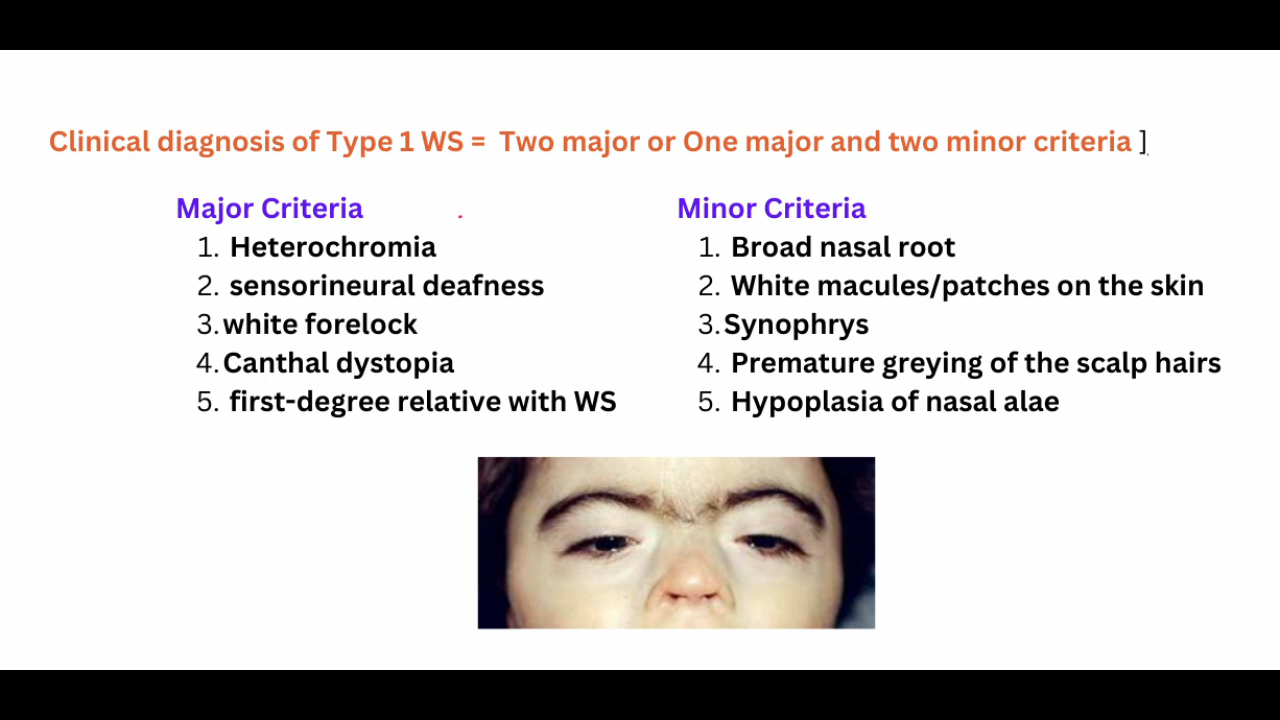 Clinical diagnosis of Type 1 WS = Two major or One major and two minor criteria ]
Major Criteria
1. Heterochromia
2. sensorineural deafness
3. white forelock
4. Canthal dystopia
5. first-degree relative with WS
Minor Criteria
1. Broad nasal root
2. White macules/patches on the skin
3. Synophrys
4. Premature greying of the scalp hairs
5. Hypoplasia of nasal alae